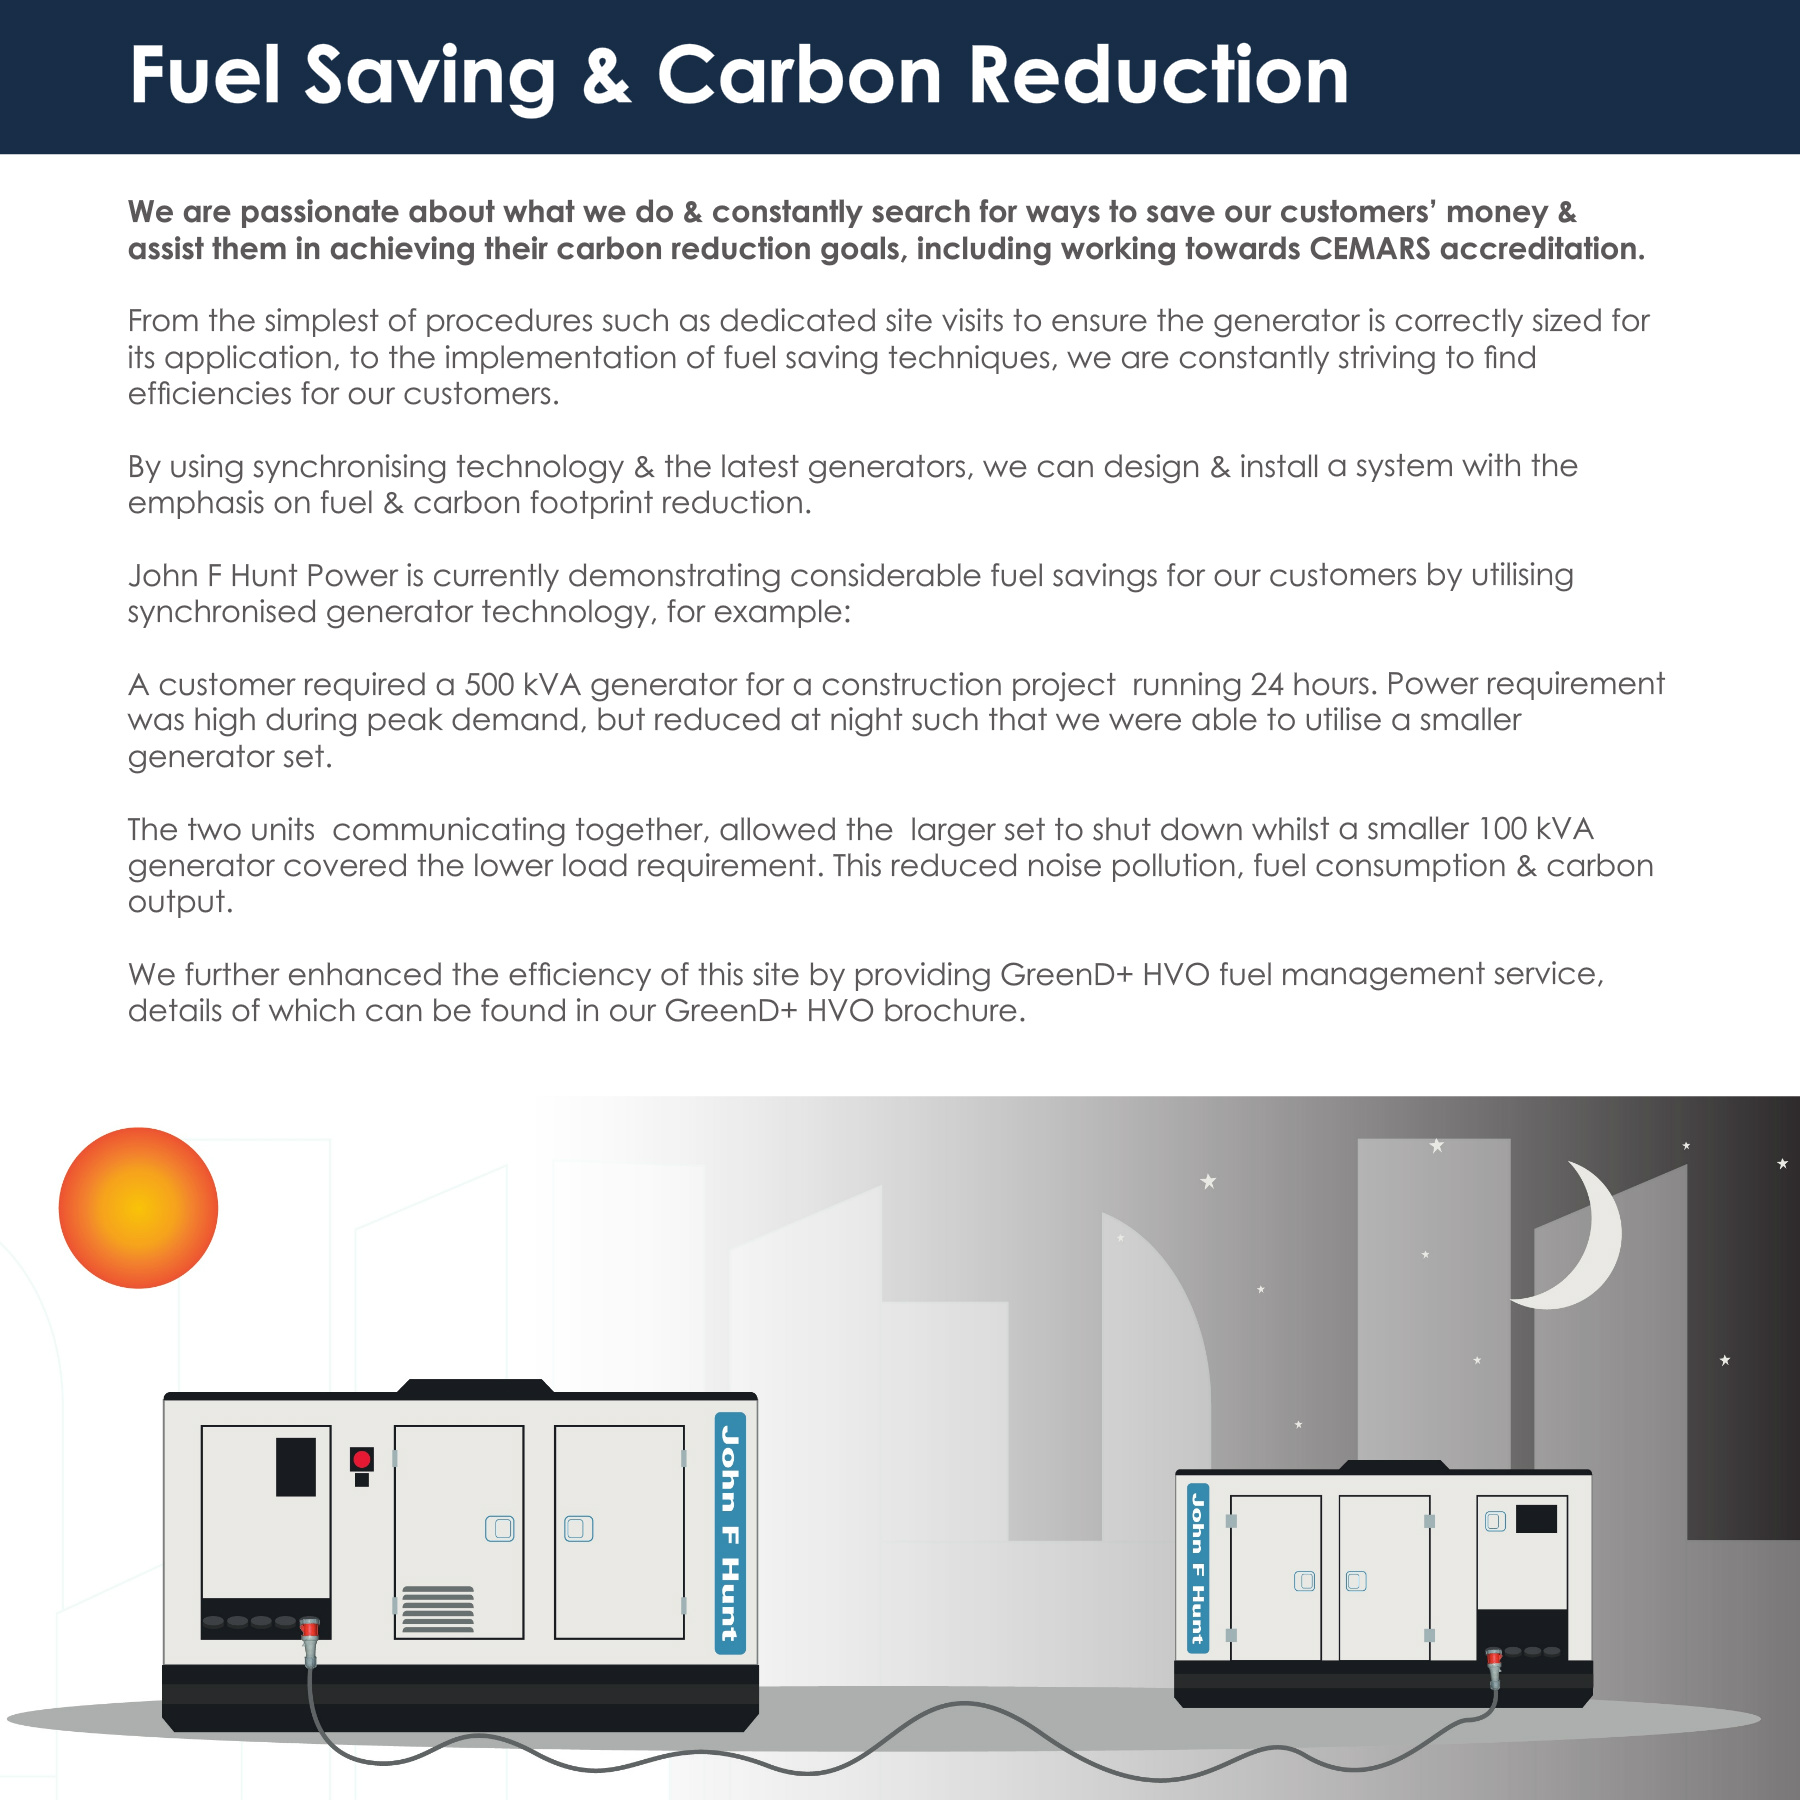 Fuel Saving & Carbon Reduction
We are passionate about what we do & constantly search for ways to save our customers’ money &
assist them in achieving their carbon reduction goals, including working towards CEMARS accreditation.
From the simplest of procedures such as dedicated site visits to ensure the generator is correctly sized for
its application, to the implementation of fuel saving techniques, we are constantly striving to find
efficiencies for our customers.
By using synchronising technology & the latest generators, we can design & install a system with the
emphasis on fuel & carbon footprint reduction.
John F Hunt Power is currently demonstrating considerable fuel savings for our customers by utilising
synchronised generator technology, for example:
A customer required a 500 kVA generator for a construction project running 24 hours. Power requirement
was high during peak demand, but reduced at night such that we were able to utilise a smaller
generator set.
The two units communicating together, allowed the larger set to shut down whilst a smaller 100 kVA
generator covered the lower load requirement. This reduced noise pollution, fuel consumption & carbon
output.
We further enhanced the efficiency of this site by providing GreenD+ HVO fuel management service,
details of which can be found in our GreenD+ HVO brochure.
John F Hunt
John F Hunt